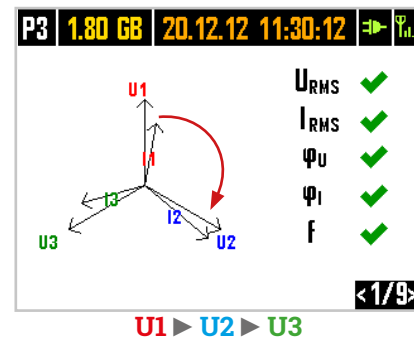 P3 1.80 GB 20.12.12 11:30:12
U1
I1
I3
I2
U3
U2
URMS ✔
IRMS ✔
φU ✔
φI ✔
f ✔
<1/9>
U1 ▶ U2 ▶ U3